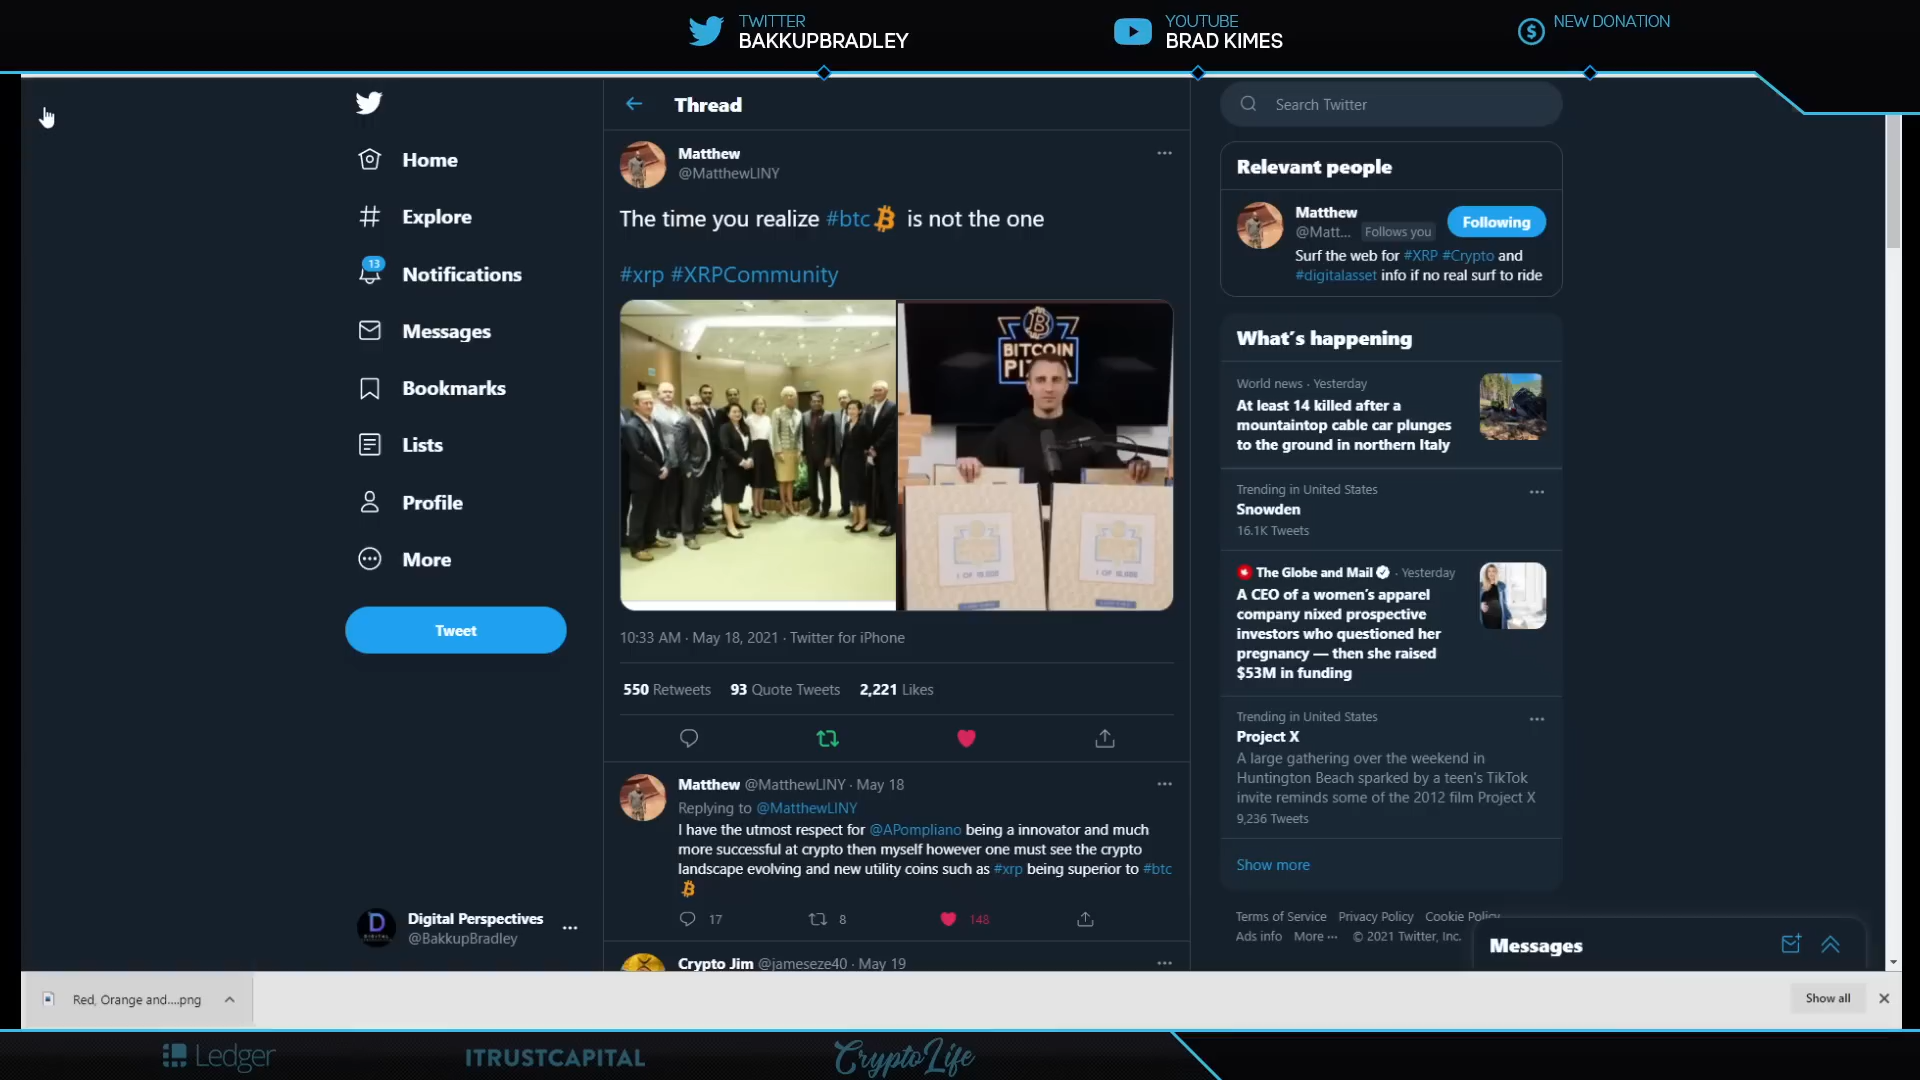 TWITTER
BAKKUPBRADLEY
YOUTUBE
BRAD KIMES
NEW DONATION
Home
Explore
13
Notifications
Messages
Bookmarks
Lists
Profile
More
Tweet
Digital Perspectives
@BakkupBradley
Thread
Matthew
@MatthewLINY
The time you realize #btc is not the one
#xrp #XRPCommunity
BITCOIN
1 OF 10,000
1 OF 10,000
10:33 AM · May 18, 2021 · Twitter for iPhone
550 Retweets 93 Quote Tweets 2,221 Likes
Matthew @MatthewLINY · May 18
Replying to @MatthewLINY
I have the utmost respect for @APompliano being a innovator and much
more successful at crypto then myself however one must see the crypto
landscape evolving and new utility coins such as #xrp being superior to #btc
17 8 148
Crypto Jim @jameseze40 · May 19
Search Twitter
Relevant people
Matthew
@Matt... Follows you
Following
Surf the web for #XRP #Crypto and
#digitalasset info if no real surf to ride
What's happening
World news · Yesterday
At least 14 killed after a
mountaintop cable car plunges
to the ground in northern Italy
Trending in United States
Snowden
16.1K Tweets
The Globe and Mail · Yesterday
A CEO of a women's apparel
company nixed prospective
investors who questioned her
pregnancy — then she raised
$53M in funding
Trending in United States
Project X
A large gathering over the weekend in
Huntington Beach sparked by a teen's TikTok
invite reminds some of the 2012 film Project X
9,236 Tweets
Show more
Terms of Service Privacy Policy Cookie Policy
Ads info More ··· © 2021 Twitter, Inc.
Messages
Red, Orange and....png
Show all
Ledger
ITRUSTCAPITAL
CryptoLife